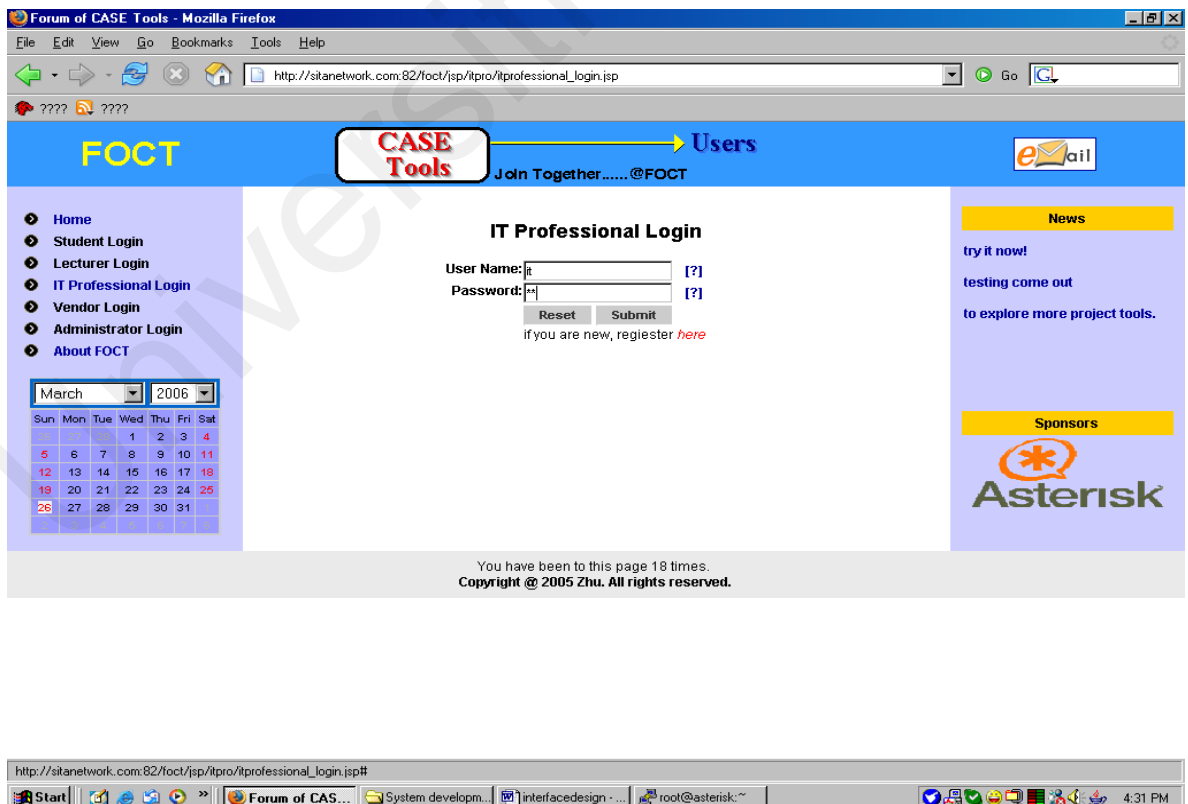 Forum of CASE Tools - Mozilla Firefox
File Edit View Go Bookmarks Tools Help
http://sitanetwork.com:82/foct/jsp/itpro/itprofessional_login.jsp
Go
G
???? ????
FOCT
CASE Tools
Users
Join Together......@FOCT
eMail
Home
Student Login
Lecturer Login
IT Professional Login
Vendor Login
Administrator Login
About FOCT
March 2006
Sun Mon Tue Wed Thu Fri Sat
1 2 3 4
5 6 7 8 9 10 11
12 13 14 15 16 17 18
19 20 21 22 23 24 25
26 27 28 29 30 31
IT Professional Login
User Name: it [?]
Password: ** [?]
Reset Submit
if you are new, regiester here
News
try it now!
testing come out
to explore more project tools.
Sponsors
Asterisk
You have been to this page 18 times.
Copyright @ 2005 Zhu. All rights reserved.
http://sitanetwork.com:82/foct/jsp/itpro/itprofessional_login.jsp#
Start » Forum of CAS... System developm... interfacedesign - ... root@asterisk:~ 4:31 PM
Universiti